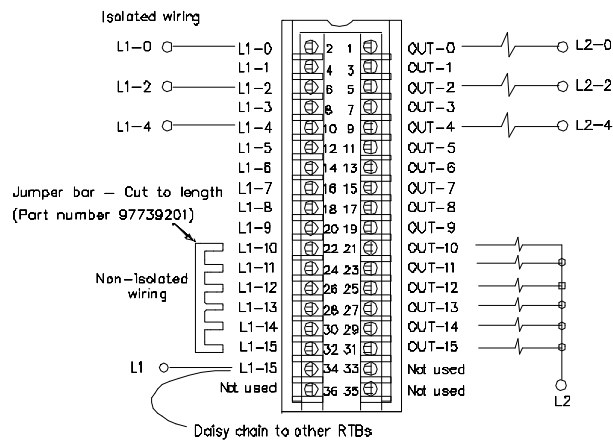 Isolated wiring
L1-0 L1-0 2 1 OUT-0 L2-0
L1-1 4 3 OUT-1
L1-2 L1-2 6 5 OUT-2 L2-2
L1-3 8 7 OUT-3
L1-4 L1-4 10 9 OUT-4 L2-4
L1-5 12 11 OUT-5
L1-6 14 13 OUT-6
L1-7 16 15 OUT-7
L1-8 18 17 OUT-8
L1-9 20 19 OUT-9
L1-10 22 21 OUT-10
L1-11 24 23 OUT-11
L1-12 26 25 OUT-12
L1-13 28 27 OUT-13
L1-14 30 29 OUT-14
L1-15 32 31 OUT-15
L1 L1-15 34 33 Not used
Not used 36 35 Not used
Jumper bar - Cut to length
(Part number 97739201)
Non-Isolated
wiring
L2
Daisy chain to other RTBs